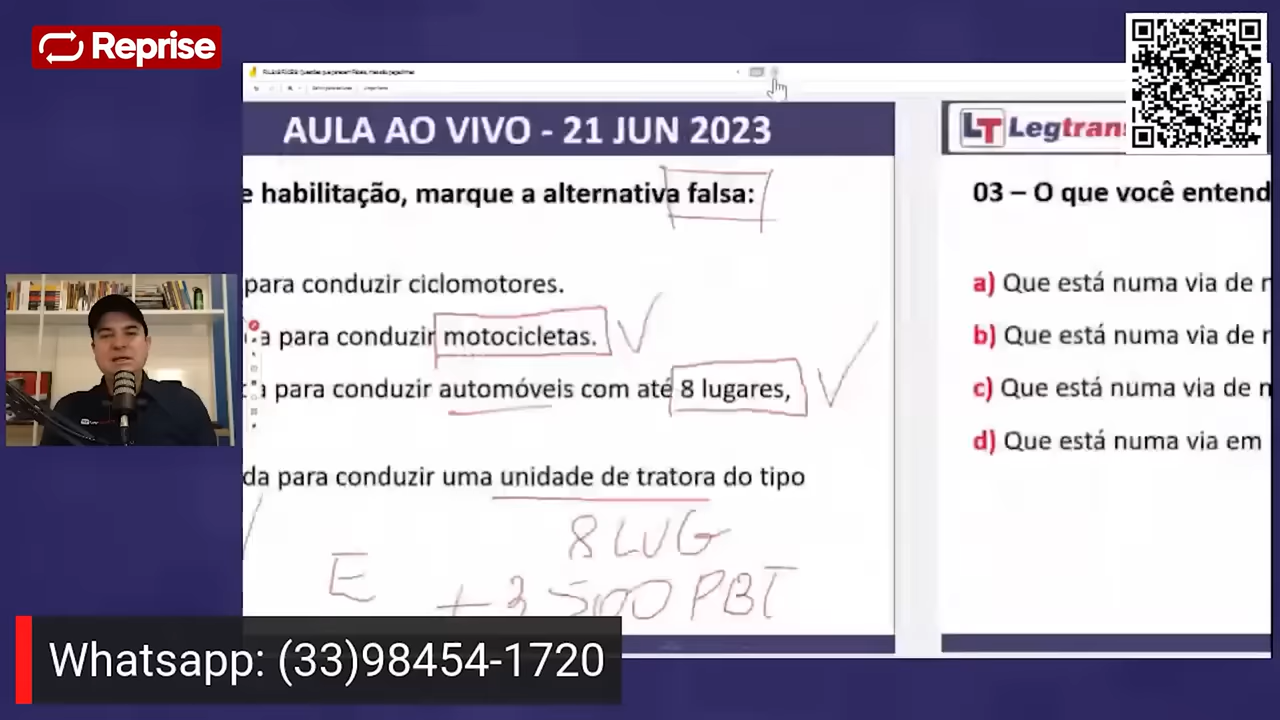 Reprise
AULA AO VIVO - 21 JUN 2023
e habilitação, marque a alternativa falsa:
para conduzir ciclomotores.
a para conduzir motocicletas.
para conduzir automóveis com até 8 lugares,
da para conduzir uma unidade de tratora do tipo
8 LUG
E
+3 500 PBT
LT Legtran
03 – O que você entend
a) Que está numa via de
b) Que está numa via de
c) Que está numa via de
d) Que está numa via em
Whatsapp: (33)98454-1720